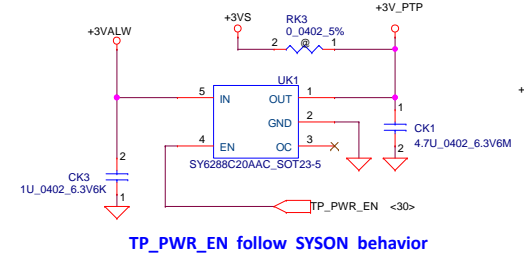 +3VALW
+3VS
RK3
0_0402_5%
+3V_PTP
2
@
1
UK1
5
IN
OUT
1
GND
2
4
EN
OC
3
SY6288C20AAC_SOT23-5
1
CK1
4.7U_0402_6.3V6M
2
2
CK3
1U_0402_6.3V6K
1
TP_PWR_EN <30>
+
TP_PWR_EN follow SYSON behavior